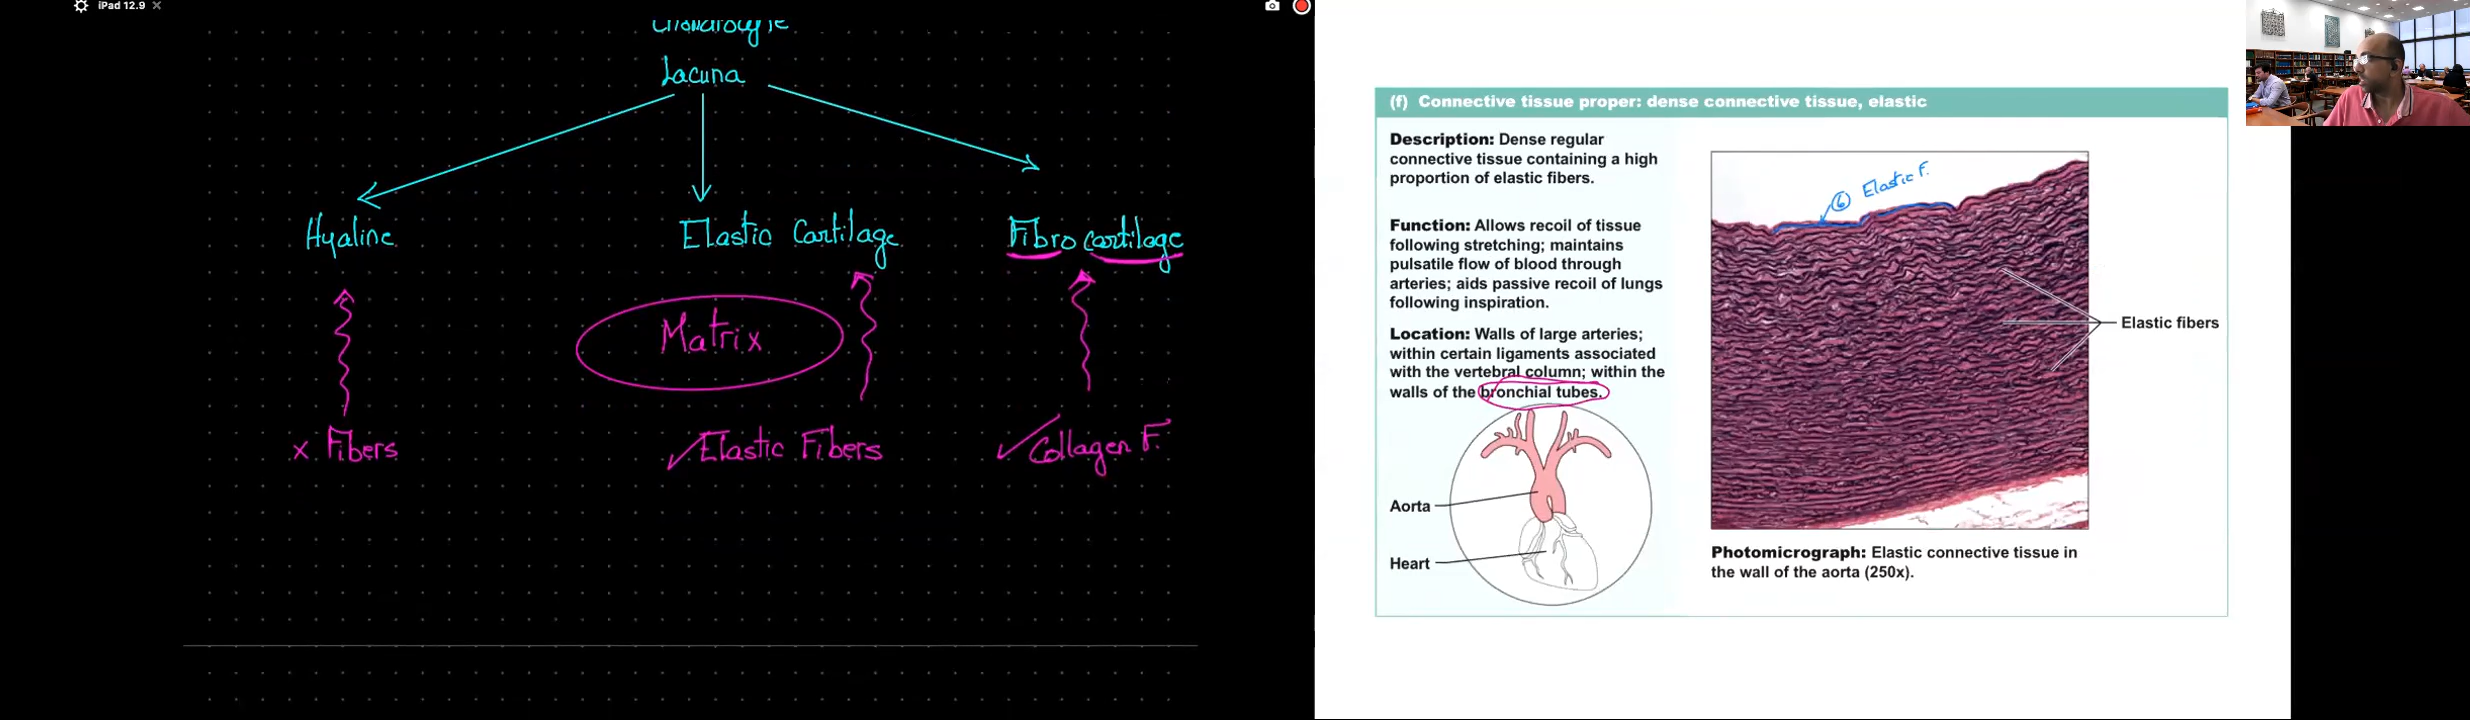 iPad 12.9 ×
Lacuna
Hyaline
Elastic Cartilage
Fibrocartilage
Matrix
x Fibers
✓ Elastic Fibers
✓ Collagen F.
(f) Connective tissue proper: dense connective tissue, elastic
Description: Dense regular
connective tissue containing a high
proportion of elastic fibers.
Function: Allows recoil of tissue
following stretching; maintains
pulsatile flow of blood through
arteries; aids passive recoil of lungs
following inspiration.
Location: Walls of large arteries;
within certain ligaments associated
with the vertebral column; within the
walls of the bronchial tubes.
Aorta
Heart
6 Elastic F.
Elastic fibers
Photomicrograph: Elastic connective tissue in
the wall of the aorta (250x).